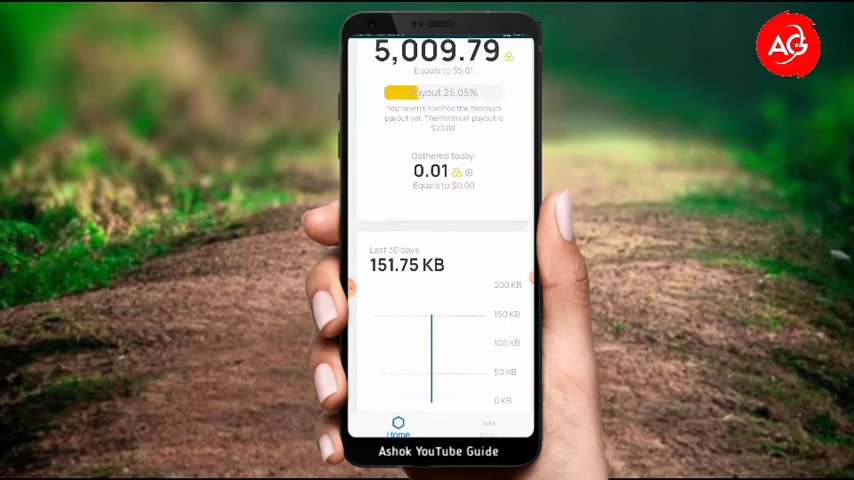 AG
5,009.79
Equals to $5.01
Payout 25.05%
You haven't reached the minimum
payout yet. The minimum payout is
$20.00
Gathered today
0.01
Equals to $0.00
Last 30 days
151.75 KB
200 KB
150 KB
100 KB
50 KB
0 KB
Home
Ashok YouTube Guide